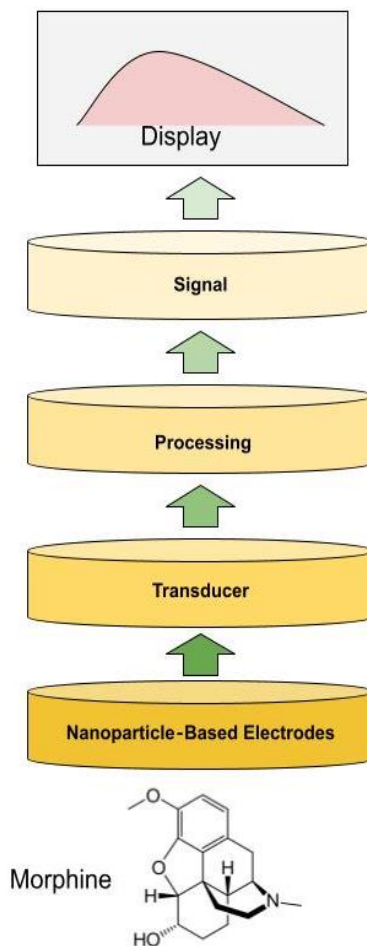 Display
Signal
Processing
Transducer
Nanoparticle-Based Electrodes
O
O
H
H
N
HO
Morphine